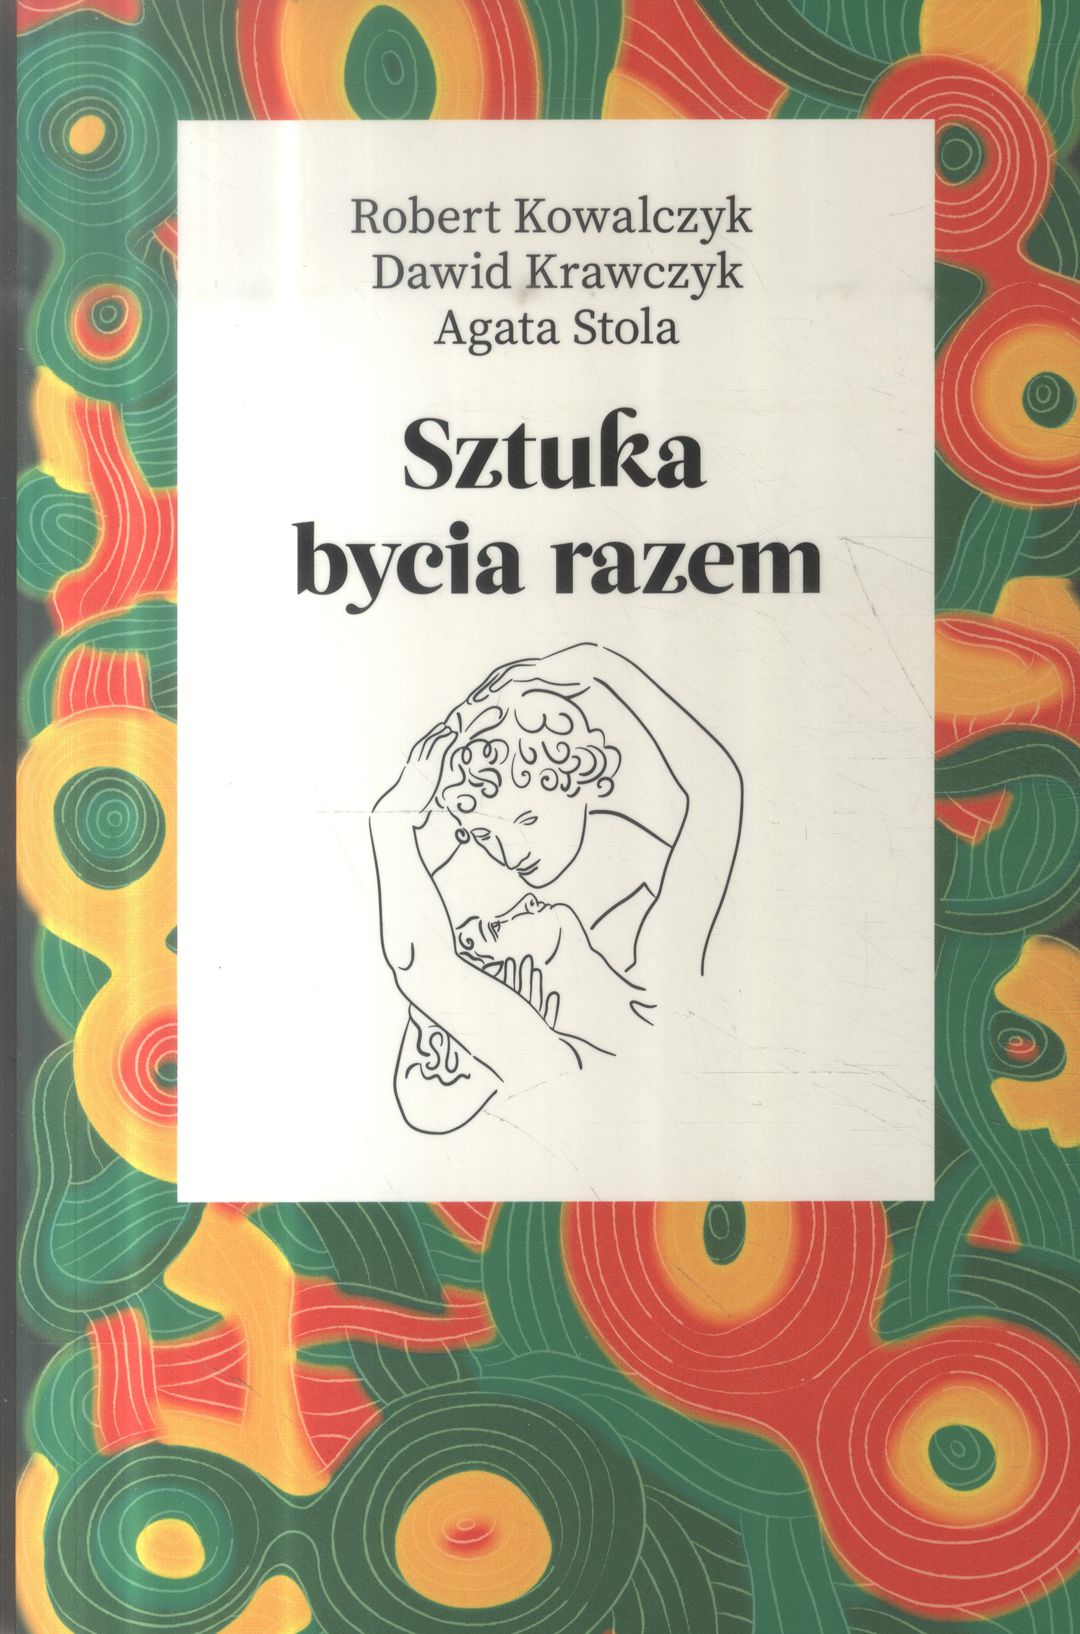 Robert Kowalczyk
Dawid Krawczyk
Agata Stola
Sztuka
bycia razem